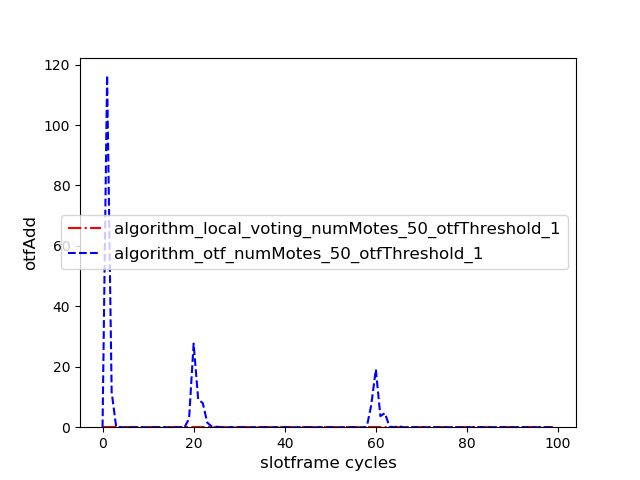 120
100
80
60
40
20
0
otfAdd
algorithm_local_voting_numMotes_50_otfThreshold_1
algorithm_otf_numMotes_50_otfThreshold_1
0 20 40 60 80 100
slotframe cycles